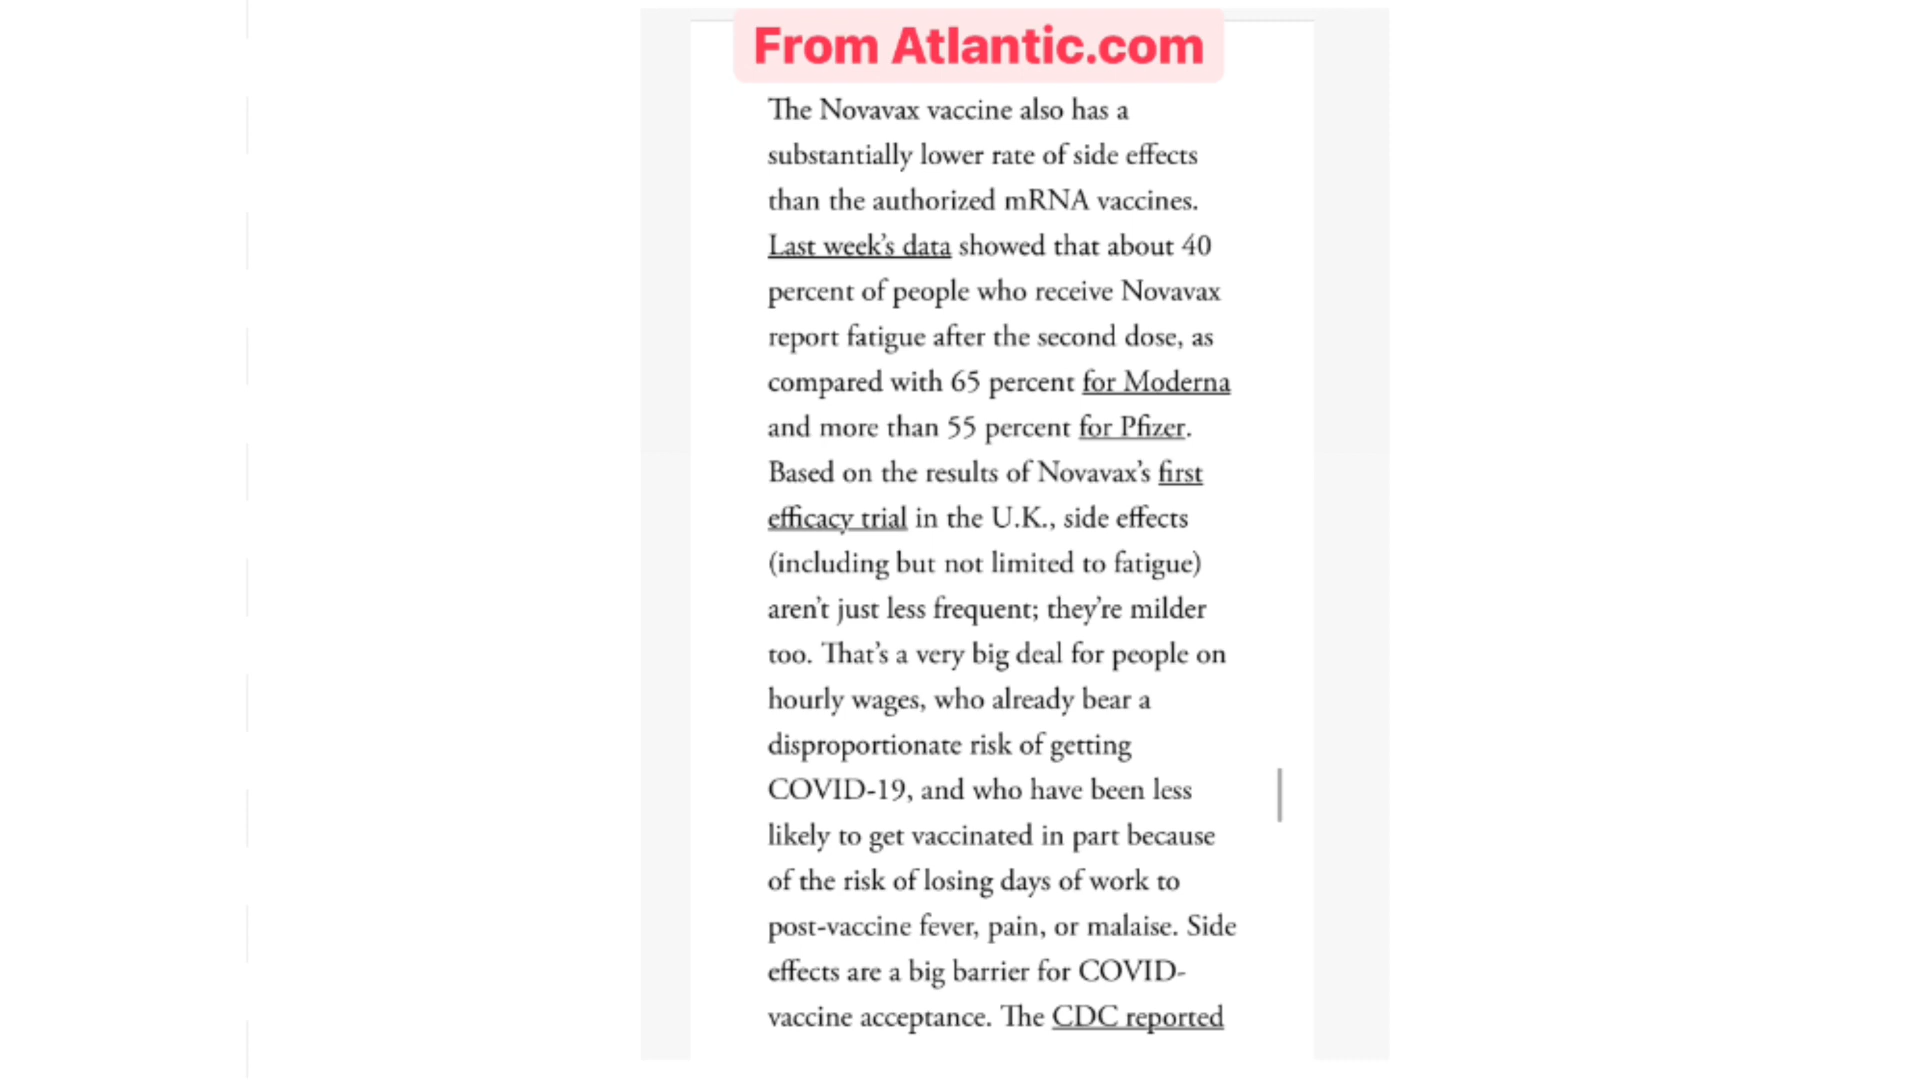 From Atlantic.com
The Novavax vaccine also has a
substantially lower rate of side effects
than the authorized mRNA vaccines.
Last week’s data showed that about 40
percent of people who receive Novavax
report fatigue after the second dose, as
compared with 65 percent for Moderna
and more than 55 percent for Pfizer.
Based on the results of Novavax’s first
efficacy trial in the U.K., side effects
(including but not limited to fatigue)
aren’t just less frequent; they’re milder
too. That’s a very big deal for people on
hourly wages, who already bear a
disproportionate risk of getting
COVID-19, and who have been less
likely to get vaccinated in part because
of the risk of losing days of work to
post-vaccine fever, pain, or malaise. Side
effects are a big barrier for COVID-
vaccine acceptance. The CDC reported